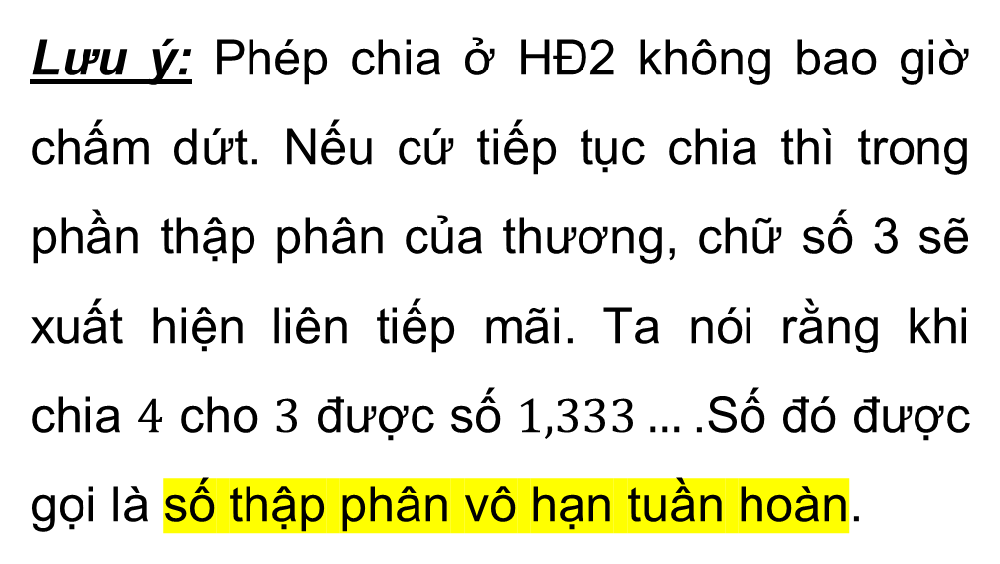 Lưu ý: Phép chia ở HĐ2 không bao giờ
chấm dứt. Nếu cứ tiếp tục chia thì trong
phần thập phân của thương, chữ số 3 sẽ
xuất hiện liên tiếp mãi. Ta nói rằng khi
chia 4 cho 3 được số 1,333 ... .Số đó được
gọi là số thập phân vô hạn tuần hoàn.